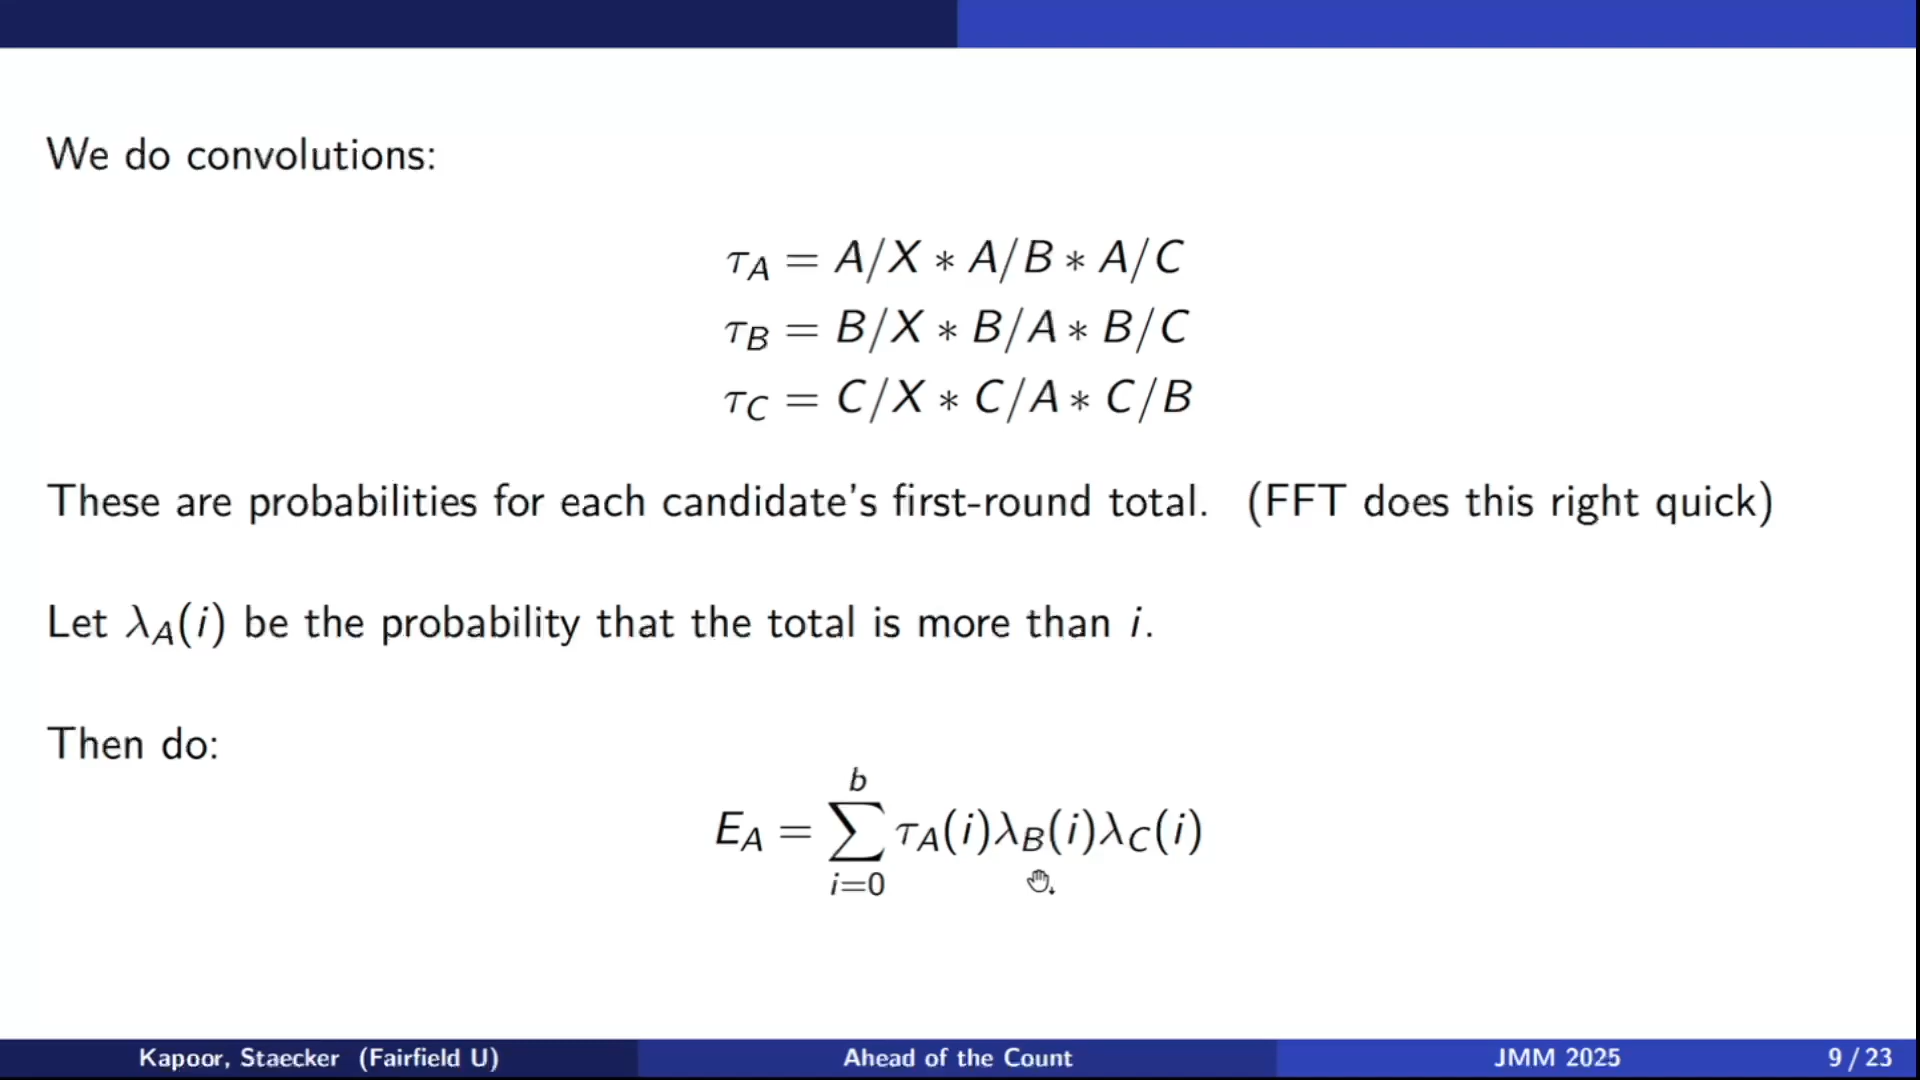 We do convolutions:
τ_A = A/X ∗ A/B ∗ A/C
τ_B = B/X ∗ B/A ∗ B/C
τ_C = C/X ∗ C/A ∗ C/B
These are probabilities for each candidate's first-round total. (FFT does this right quick)
Let λ_A(i) be the probability that the total is more than i.
Then do:
E_A = ∑_{i=0}^{b} τ_A(i)λ_B(i)λ_C(i)
Kapoor, Staecker (Fairfield U) Ahead of the Count JMM 2025 9 / 23